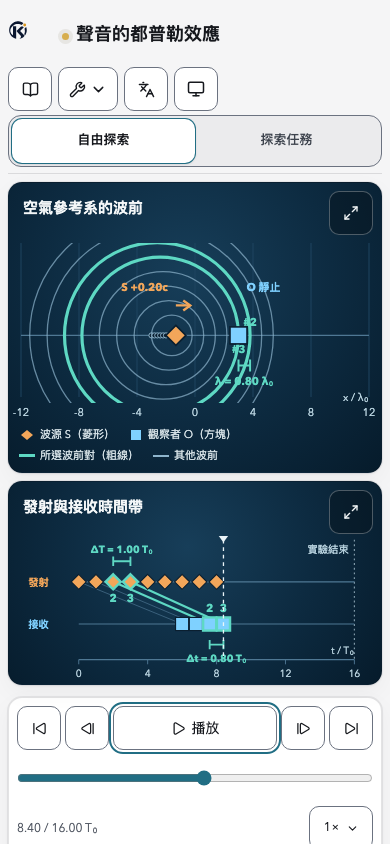 聲音的都普勒效應
自由探索
探索任務
空氣參考系的波前
S +0.20c
O 靜止
#2
#3
λ = 0.80 λ₀
x / λ₀
-12 -8 -4 0 4 8 12
波源 S（菱形） 觀察者 O（方塊）
所選波前對（粗線） 其他波前
發射與接收時間帶
ΔT = 1.00 T₀
實驗結束
發射
2 3
2 3
接收
t / T₀
Δt = 0.80 T₀
0 4 8 12 16
播放
8.40 / 16.00 T₀
1×